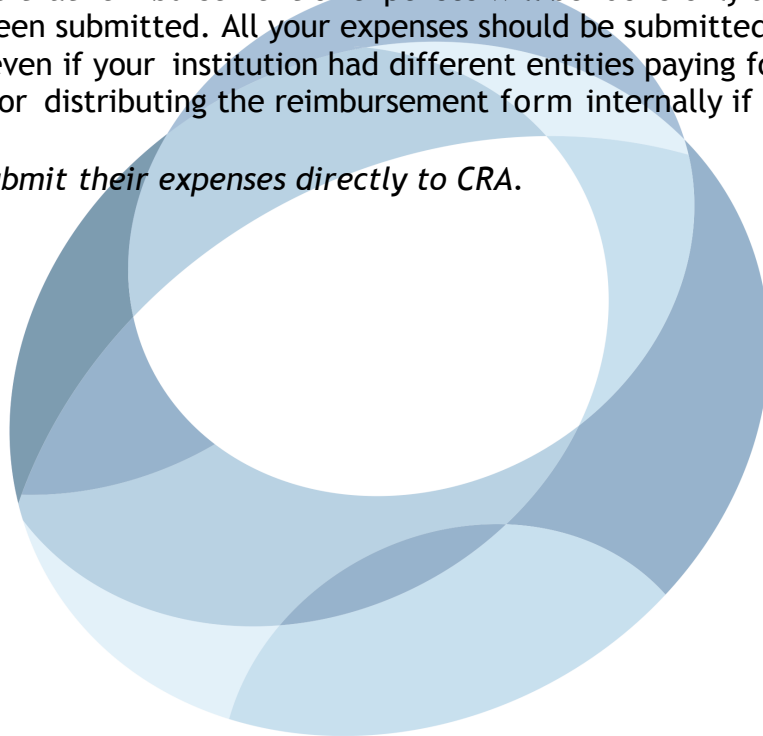 een submitted. All your expenses should be submitted
even if your institution had different entities paying fo
or distributing the reimbursement form internally if
bmit their expenses directly to CRA.